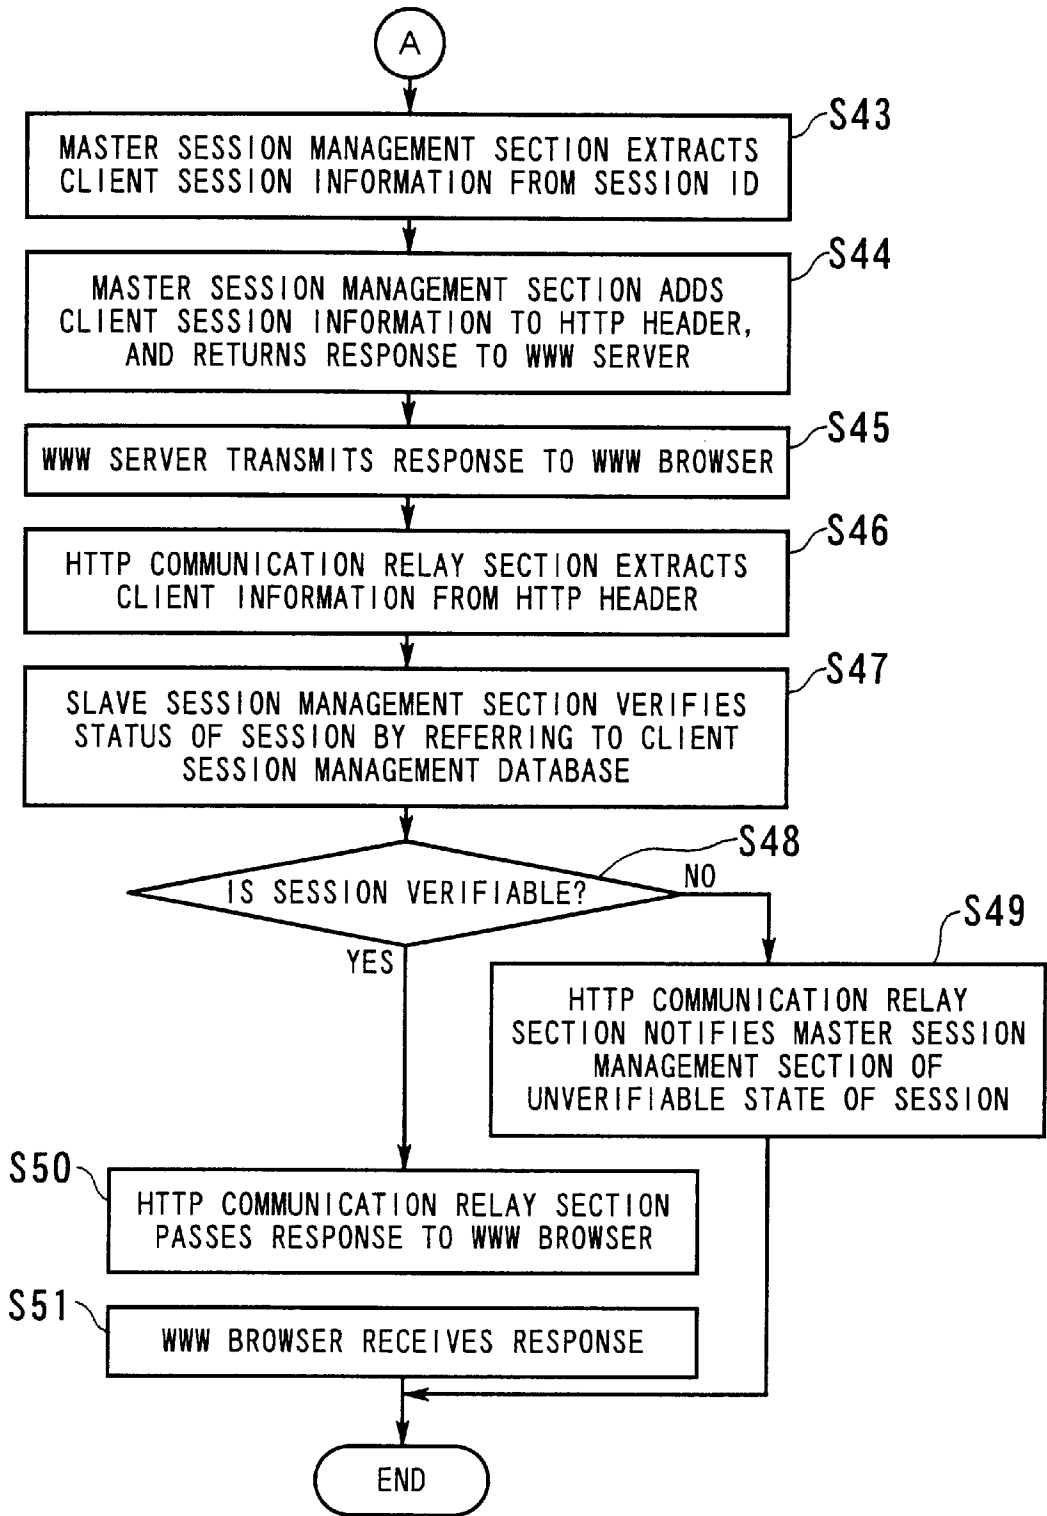 A
S43
MASTER SESSION MANAGEMENT SECTION EXTRACTS
CLIENT SESSION INFORMATION FROM SESSION ID
S44
MASTER SESSION MANAGEMENT SECTION ADDS
CLIENT SESSION INFORMATION TO HTTP HEADER,
AND RETURNS RESPONSE TO WWW SERVER
S45
WWW SERVER TRANSMITS RESPONSE TO WWW BROWSER
S46
HTTP COMMUNICATION RELAY SECTION EXTRACTS
CLIENT INFORMATION FROM HTTP HEADER
S47
SLAVE SESSION MANAGEMENT SECTION VERIFIES
STATUS OF SESSION BY REFERRING TO CLIENT
SESSION MANAGEMENT DATABASE
S48
IS SESSION VERIFIABLE?
NO
YES
S49
HTTP COMMUNICATION RELAY
SECTION NOTIFIES MASTER SESSION
MANAGEMENT SECTION OF
UNVERIFIABLE STATE OF SESSION
S50
HTTP COMMUNICATION RELAY SECTION
PASSES RESPONSE TO WWW BROWSER
S51
WWW BROWSER RECEIVES RESPONSE
END